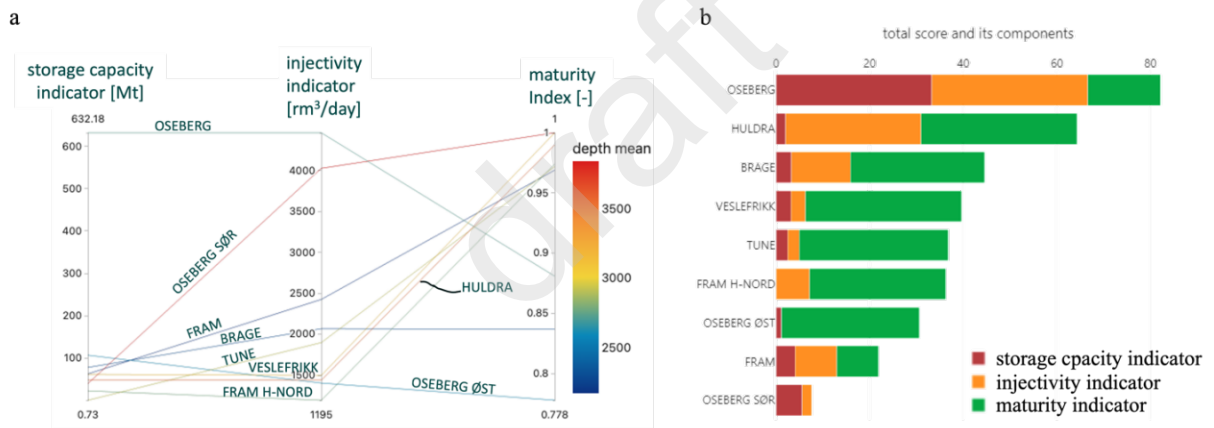 a
storage capacity
indicator [Mt]
injectivity
indicator
[rm³/day]
maturity
Index [-]
632.18
600
500
400
300
200
100
0.73
4000
3500
3000
2500
2000
1500
1195
1
1
0.95
0.9
0.85
0.8
0.778
OSEBERG
OSEBERG SØR
FRAM
BRAGE
TUNE
VESLEFRIKK
FRAM H-NORD
HULDRA
OSEBERG ØST
depth mean
3500
3000
2500
draft
b
total score and its components
0 20 40 60 80
OSEBERG
HULDRA
BRAGE
VESLEFRIKK
TUNE
FRAM H-NORD
OSEBERG ØST
FRAM
OSEBERG SØR
storage cpacity indicator
injectivity indicator
maturity indicator